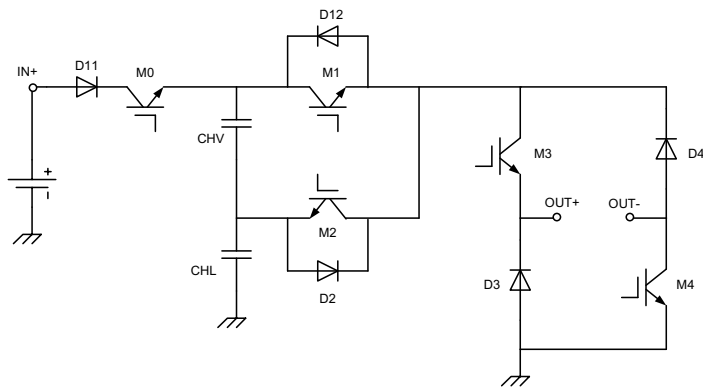 D12
D11
IN+
M0
M1
CHV
M3
D4
OUT+
OUT-
M2
CHL
D2
D3
M4
+